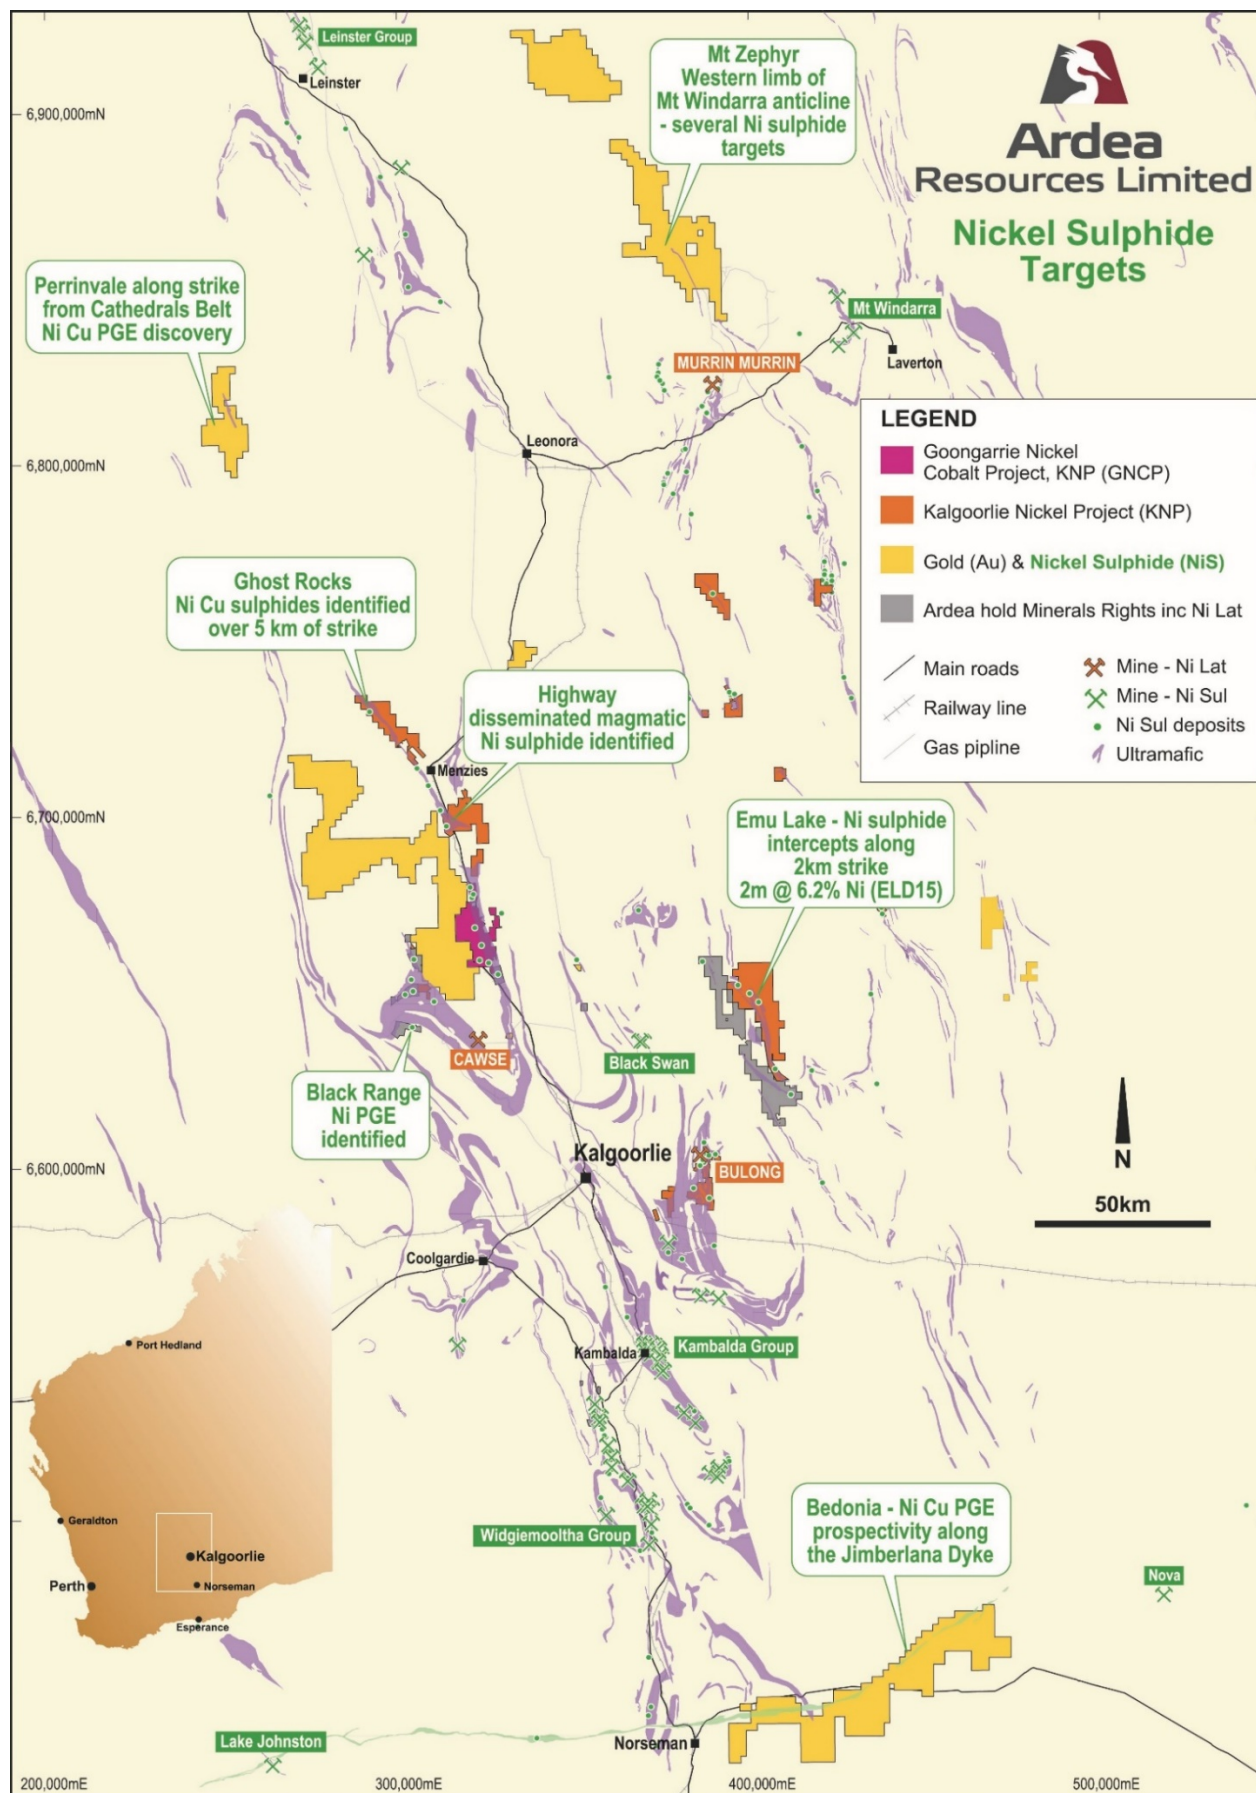 Leinster Group
Leinster
6,900,000mN
Mt Zephyr
Western limb of
Mt Windarra anticline
- several Ni sulphide
targets
Ardea
Resources Limited
Nickel Sulphide
Targets
Perrinvale along strike
from Cathedrals Belt
Ni Cu PGE discovery
Mt Windarra
MURRIN MURRIN
Laverton
Leonora
6,800,000mN
LEGEND
Goongarrie Nickel
Cobalt Project, KNP (GNCP)
Kalgoorlie Nickel Project (KNP)
Gold (Au) & Nickel Sulphide (NiS)
Ardea hold Minerals Rights inc Ni Lat
Main roads
Railway line
Gas pipline
Mine - Ni Lat
Mine - Ni Sul
Ni Sul deposits
Ultramafic
Ghost Rocks
Ni Cu sulphides identified
over 5 km of strike
Highway
disseminated magmatic
Ni sulphide identified
Menzies
6,700,000mN
Emu Lake - Ni sulphide
intercepts along
2km strike
2m @ 6.2% Ni (ELD15)
CAWSE
Black Swan
Black Range
Ni PGE
identified
Kalgoorlie
BULONG
6,600,000mN
N
50km
Coolgardie
Kambalda
Kambalda Group
Port Hedland
Geraldton
Kalgoorlie
Perth
Norseman
Esperance
Widgiemooltha Group
Bedonia - Ni Cu PGE
prospectivity along
the Jimberlana Dyke
Nova
Lake Johnston
Norseman
200,000mE
300,000mE
400,000mE
500,000mE